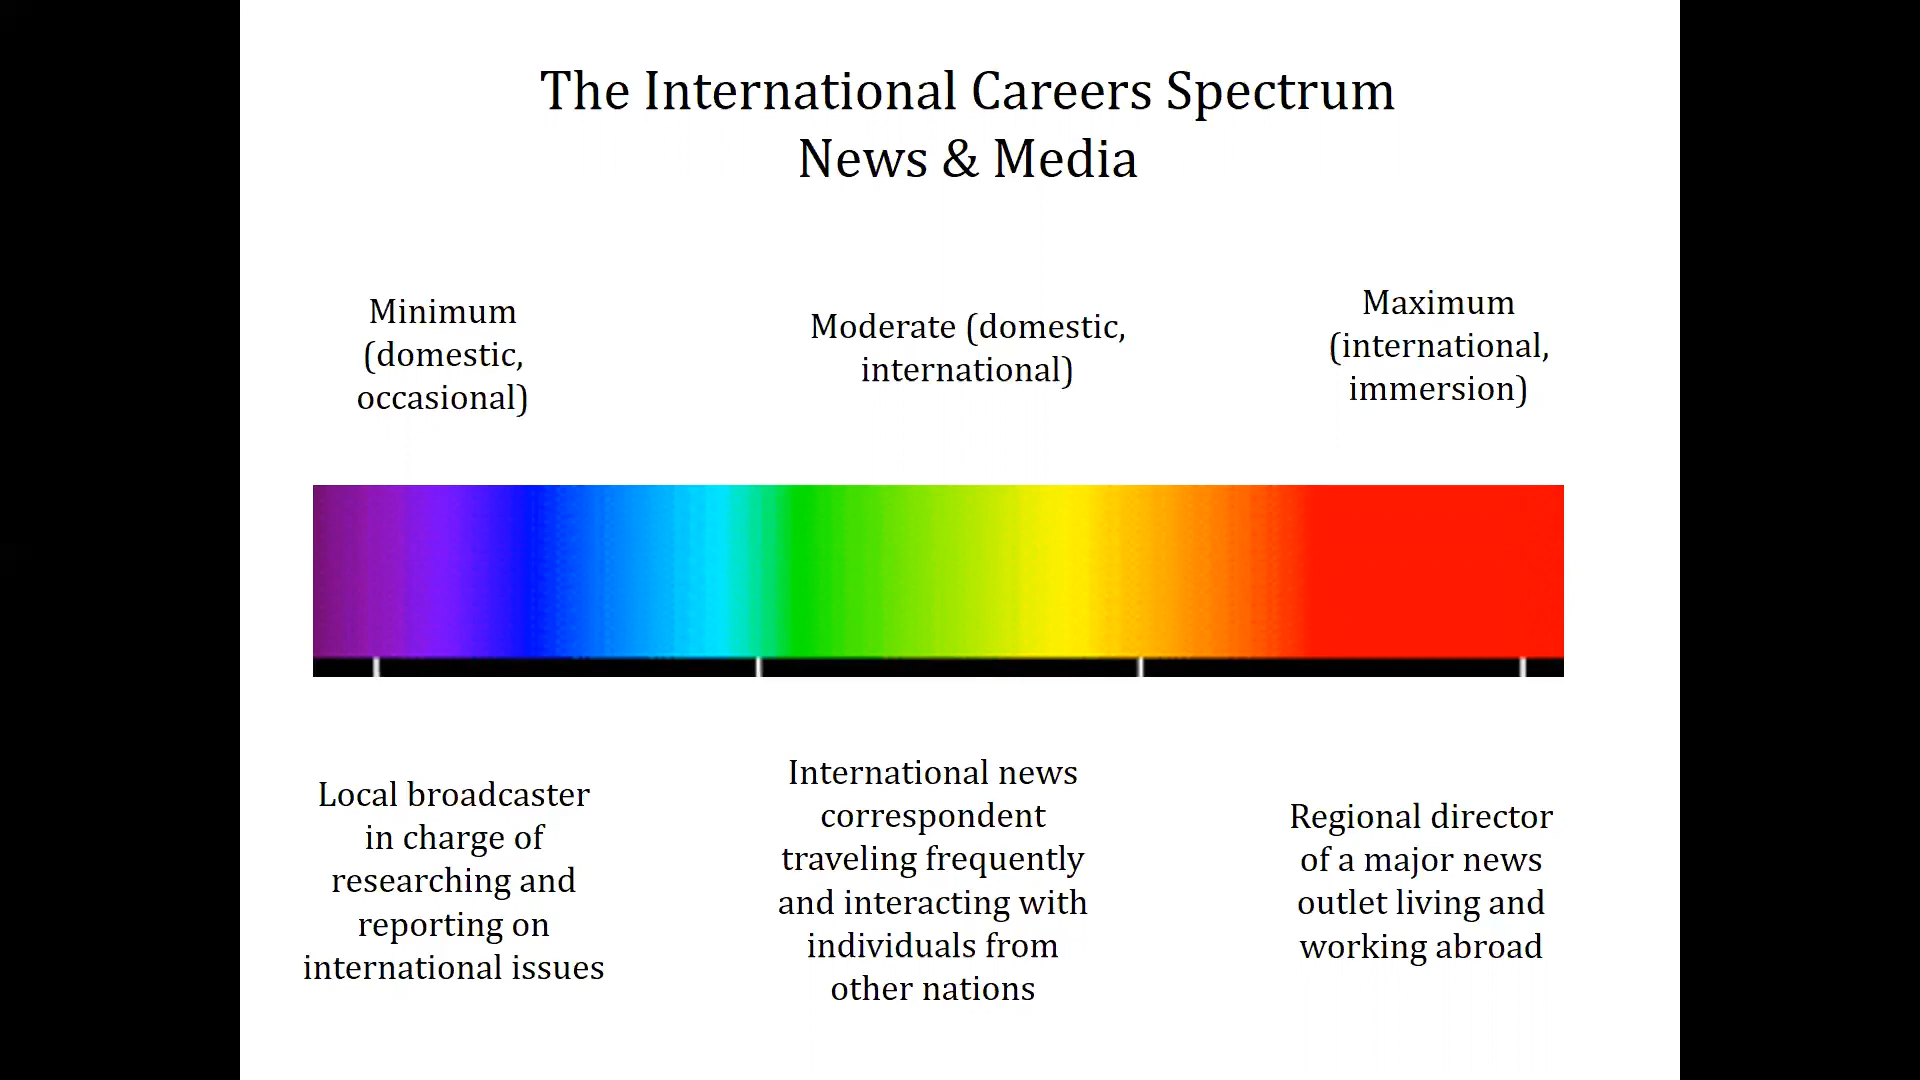 The International Careers Spectrum
News & Media
Minimum
(domestic,
occasional)
Moderate (domestic,
international)
Maximum
(international,
immersion)
Local broadcaster
in charge of
researching and
reporting on
international issues
International news
correspondent
traveling frequently
and interacting with
individuals from
other nations
Regional director
of a major news
outlet living and
working abroad